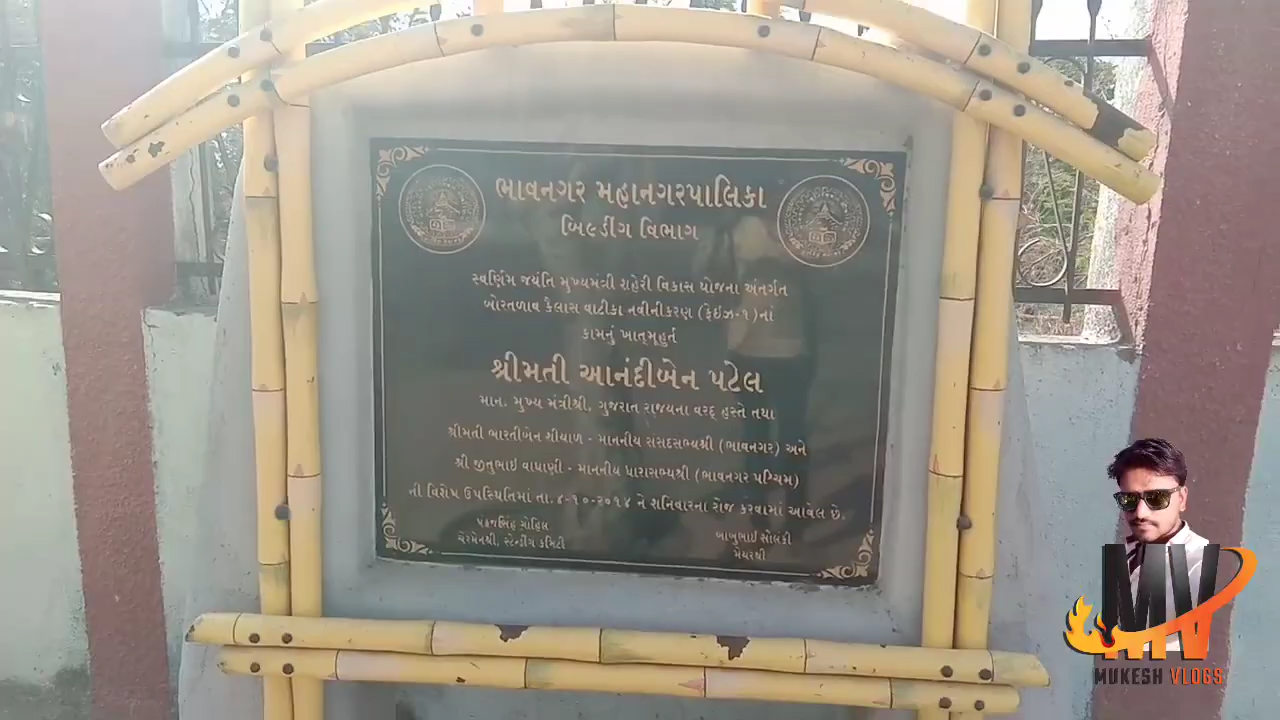 ભાવનગર મહાનગરપાલિકા
બિલ્ડીંગ વિભાગ
સ્વર્ણિમ જયંતિ મુખ્યમંત્રી શહેરી વિકાસ યોજના અંતર્ગત
બોરતળાવ કૈલાસ વાટીકા નવીનીકરણ (ફેઈઝ-૧)નાં
કામનું ખાતમૂહુર્ત
શ્રીમતી આનંદીબેન પટેલ
માન. મુખ્ય મંત્રીશ્રી, ગુજરાત રાજ્યના વરદ્ હસ્તે તથા
શ્રીમતી ભારતીબેન શીયાળ - માનનીય સંસદસભ્યશ્રી (ભાવનગર) અને
શ્રી જીતુભાઇ વાઘાણી - માનનીય ધારાસભ્યશ્રી (ભાવનગર પશ્ચિમ)
ની વિશેષ ઉપસ્થિતિમાં તા.૪-૧૦-૨૦૧૪ ને શનિવારના રોજ કરવામાં આવેલ છે.
ગોહિલ
ચેરમેનશ્રી, સ્ટેન્ડીંગ કમિટી
બાબુભાઈ સોલંકી
મેયરશ્રી
MV
MUKESH VLOGS